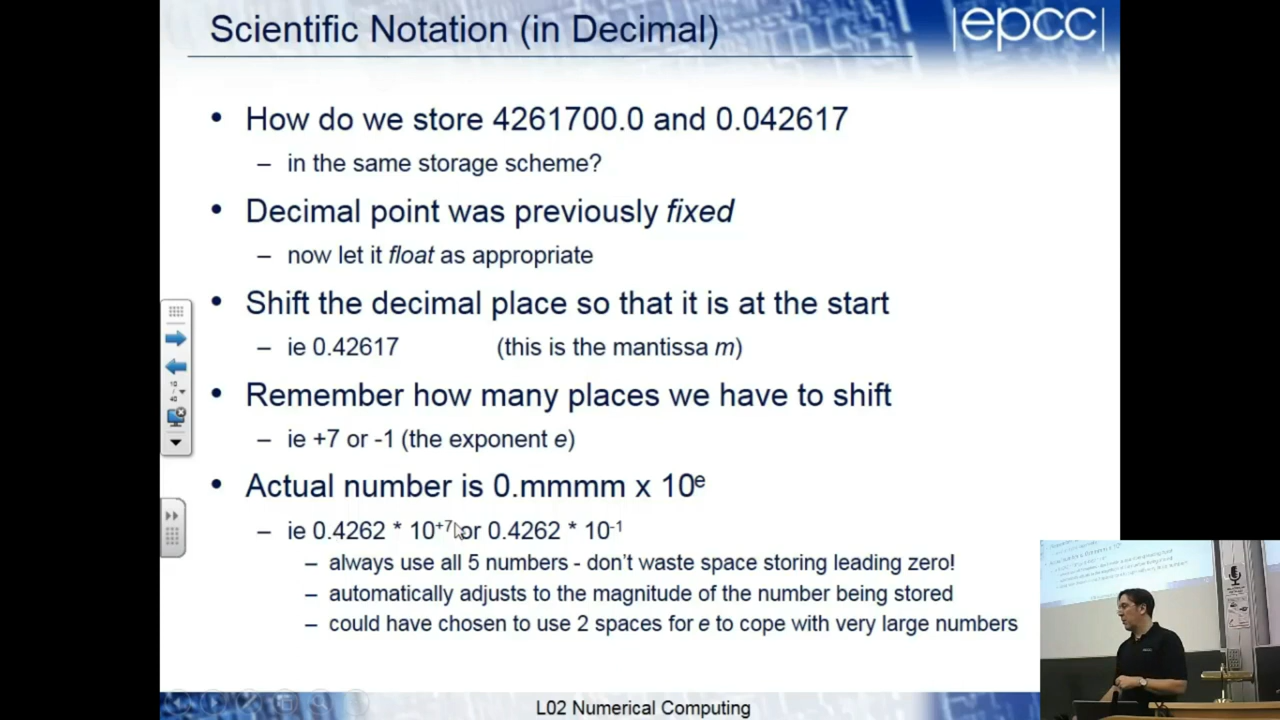 Scientific Notation (in Decimal)
|epcc|
• How do we store 4261700.0 and 0.042617
– in the same storage scheme?
• Decimal point was previously fixed
– now let it float as appropriate
• Shift the decimal place so that it is at the start
– ie 0.42617 (this is the mantissa m)
• Remember how many places we have to shift
– ie +7 or -1 (the exponent e)
• Actual number is 0.mmmm x 10ᵉ
– ie 0.4262 * 10⁺⁷ or 0.4262 * 10⁻¹
– always use all 5 numbers - don't waste space storing leading zero!
– automatically adjusts to the magnitude of the number being stored
– could have chosen to use 2 spaces for e to cope with very large numbers
L02 Numerical Computing